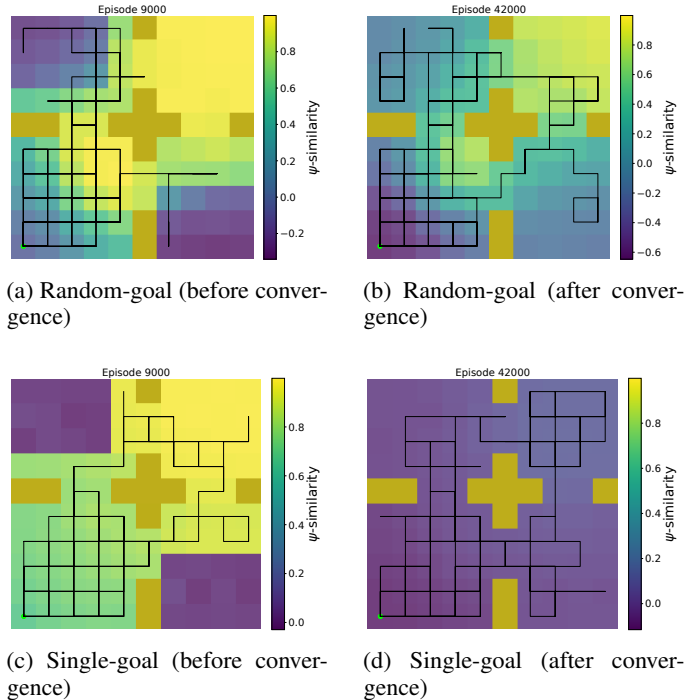 Episode 9000
0.8
0.6
0.4
0.2
0.0
−0.2
ψ-similarity
(a) Random-goal (before conver-
gence)
Episode 42000
0.8
0.6
0.4
0.2
0.0
−0.2
−0.4
−0.6
ψ-similarity
(b) Random-goal (after conver-
gence)
Episode 9000
0.8
0.6
0.4
0.2
0.0
ψ-similarity
(c) Single-goal (before conver-
gence)
Episode 42000
0.8
0.6
0.4
0.2
0.0
ψ-similarity
(d) Single-goal (after conver-
gence)